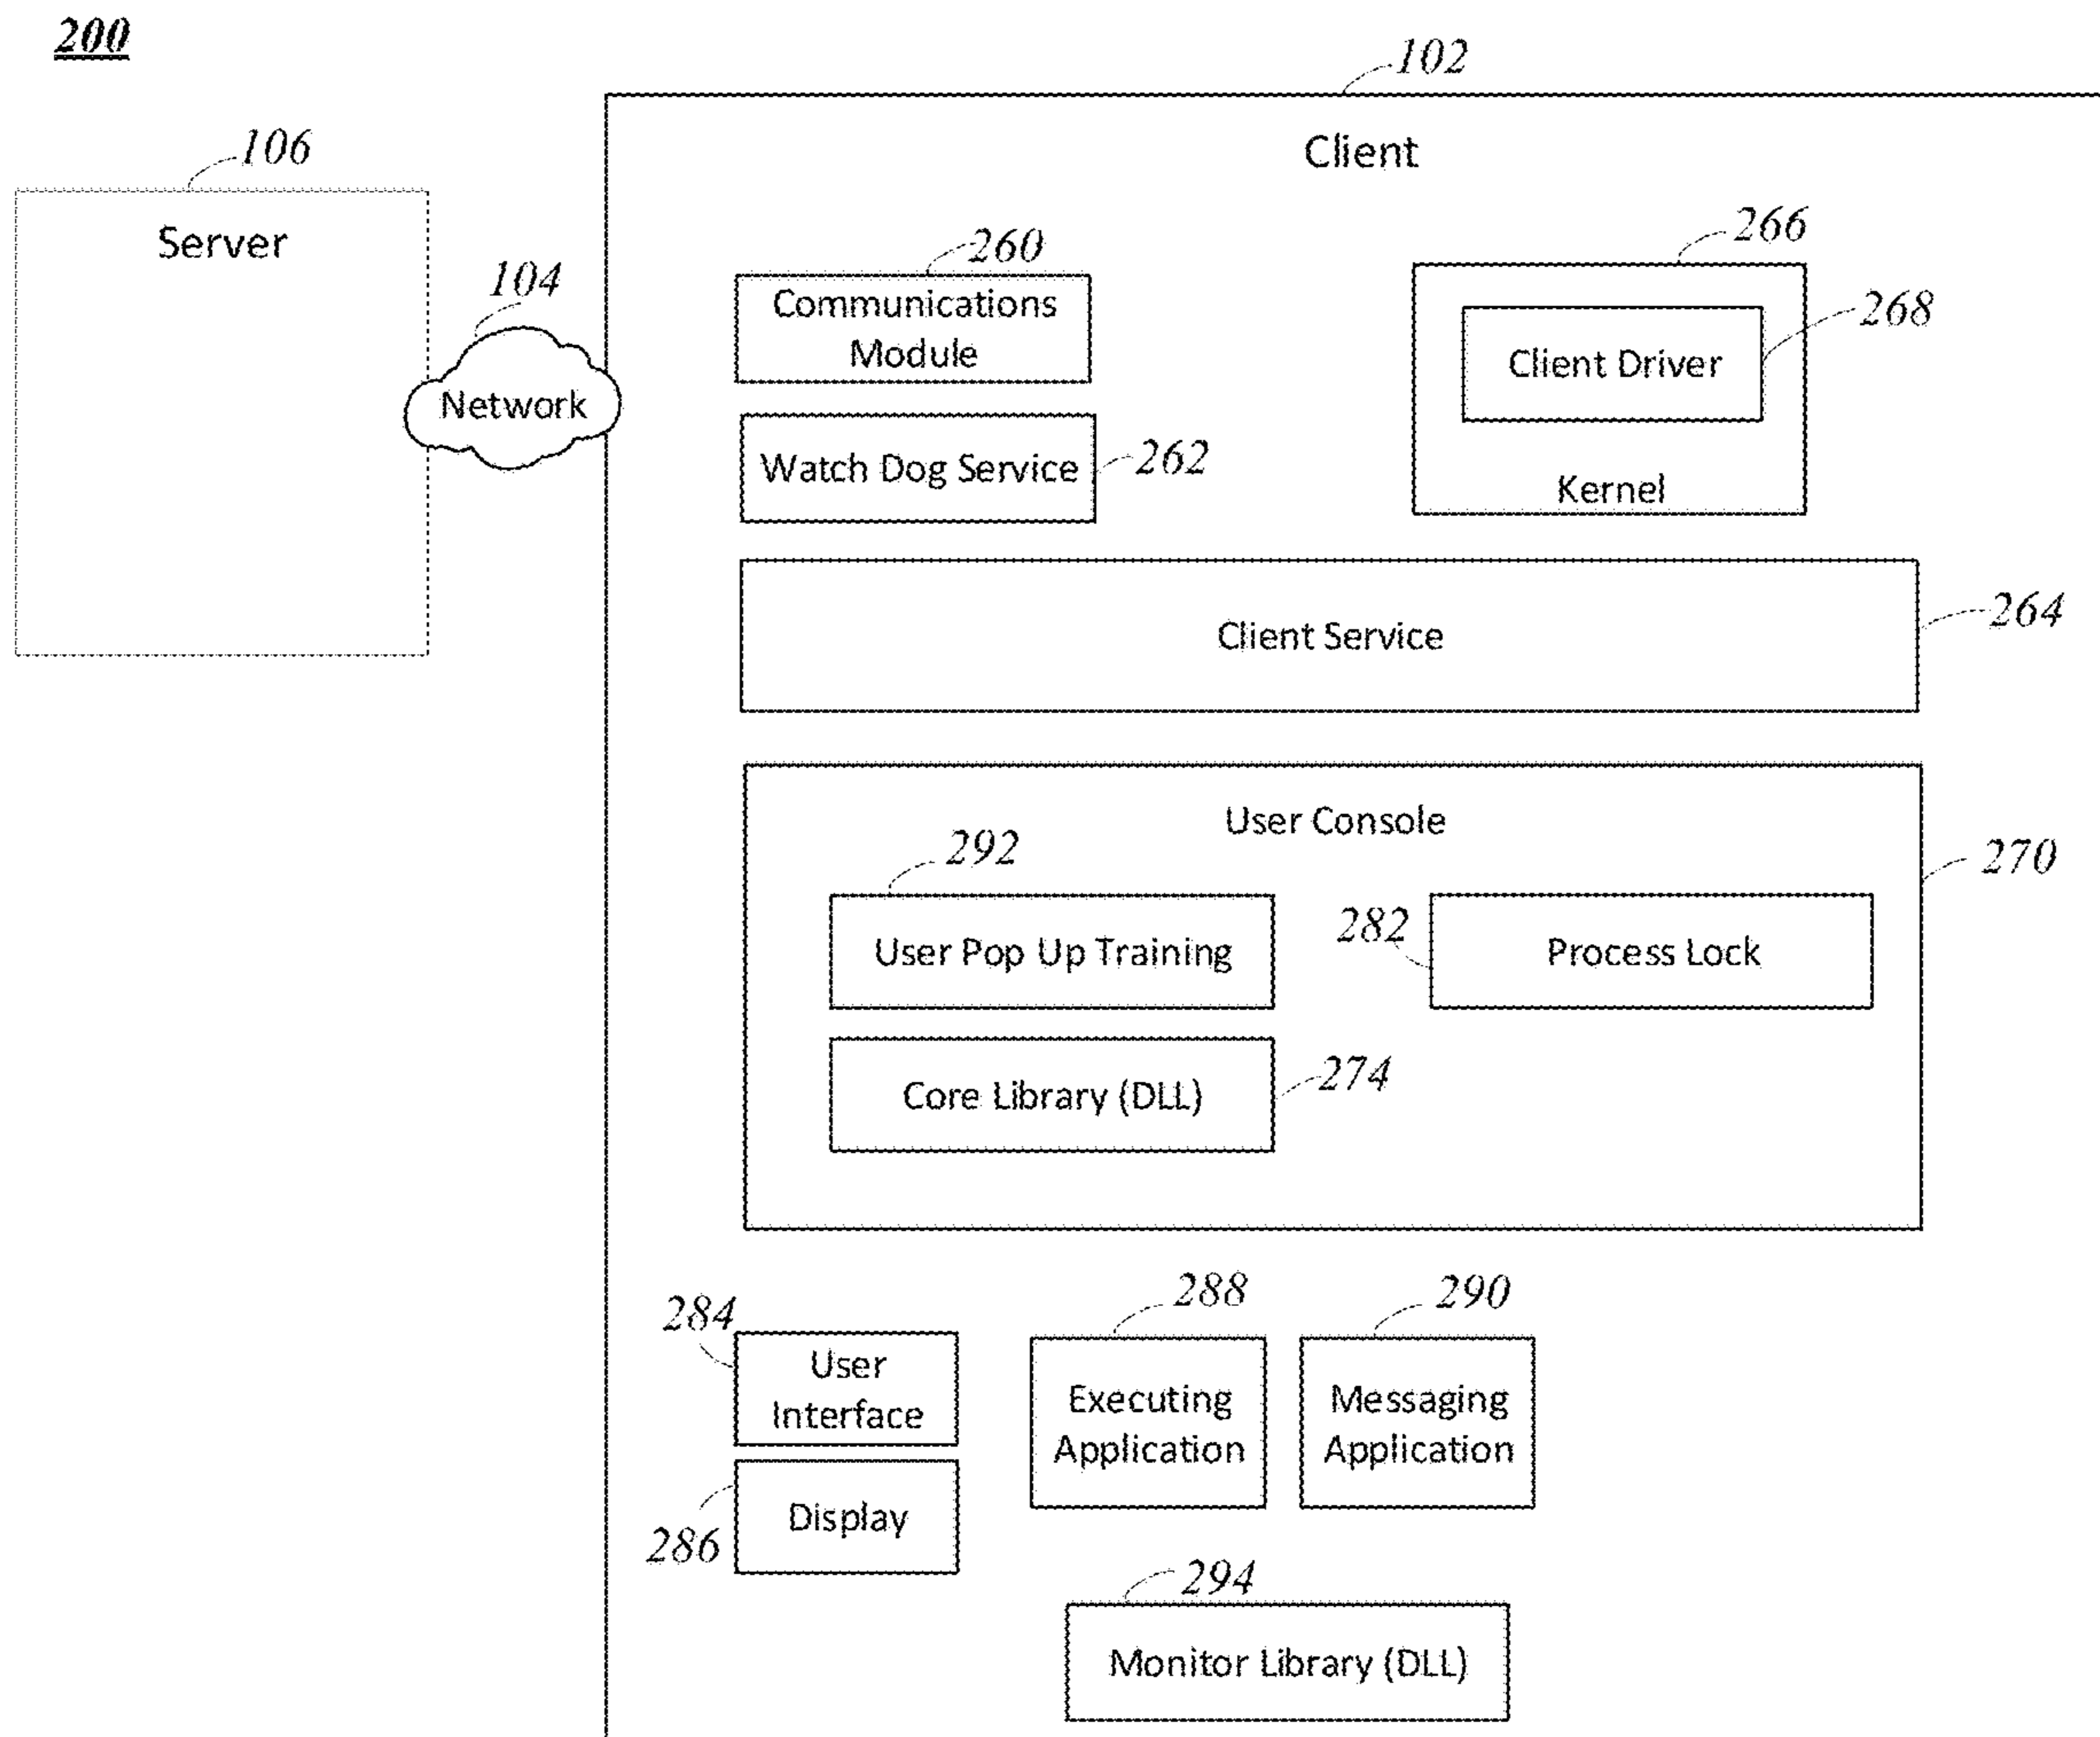 200
102
106
Client
Server
260
266
104
Communications
Module
268
Client Driver
Network
Watch Dog Service
262
Kernel
Client Service
264
User Console
292
270
User Pop Up Training
282
Process Lock
Core Library (DLL)
274
284
288
290
User
Interface
Executing
Application
Messaging
Application
Display
286
294
Monitor Library (DLL)